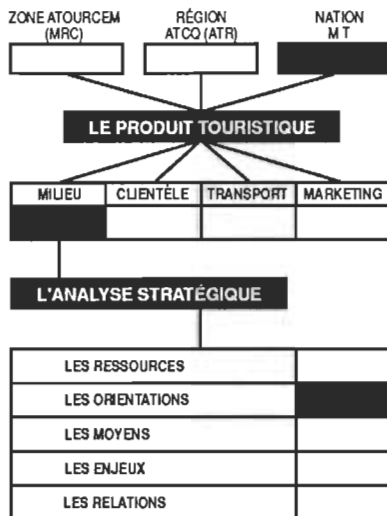 ZONE ATOURCEM
(MRC)
RÉGION
ATCQ (ATR)
NATION
M T
LE PRODUIT TOURISTIQUE
MILIEU CLIENTÈLE TRANSPORT MARKETING
L'ANALYSE STRATÉGIQUE
LES RESSOURCES
LES ORIENTATIONS
LES MOYENS
LES ENJEUX
LES RELATIONS